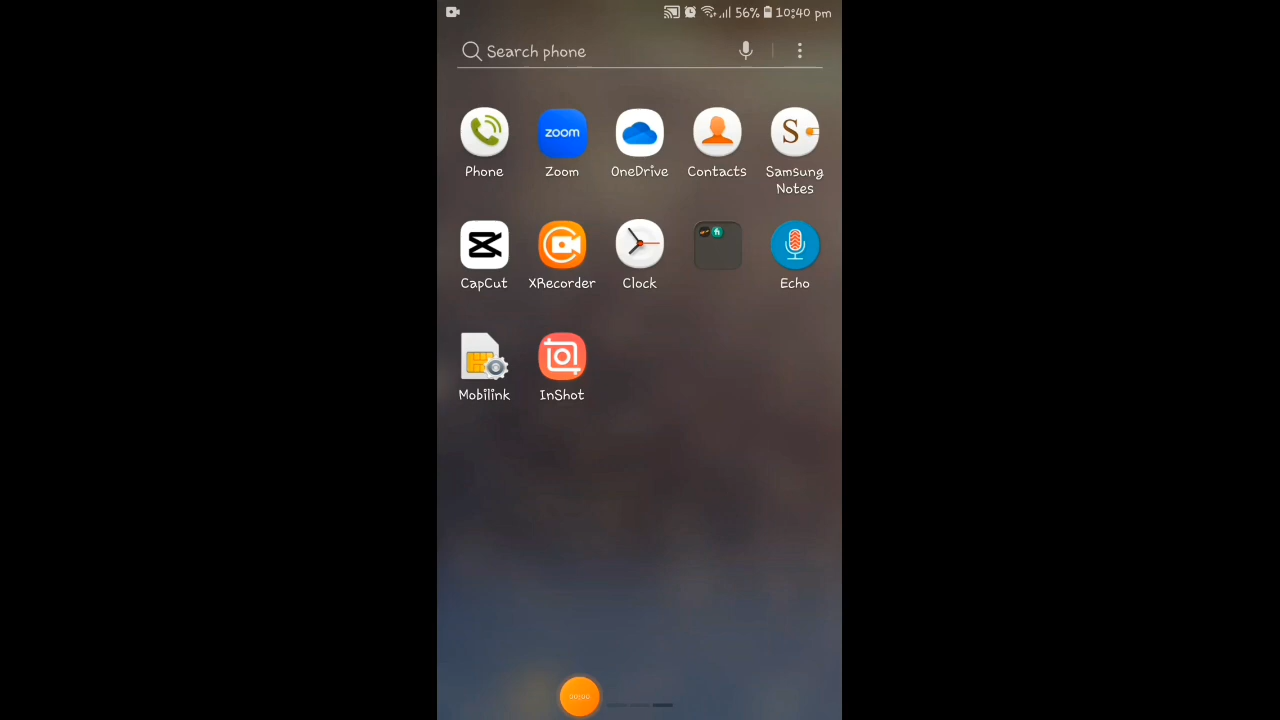 56% 10:40 pm
Search phone
zoom
S
Phone
Zoom
OneDrive
Contacts
Samsung
Notes
CapCut
XRecorder
Clock
Echo
Mobilink
InShot